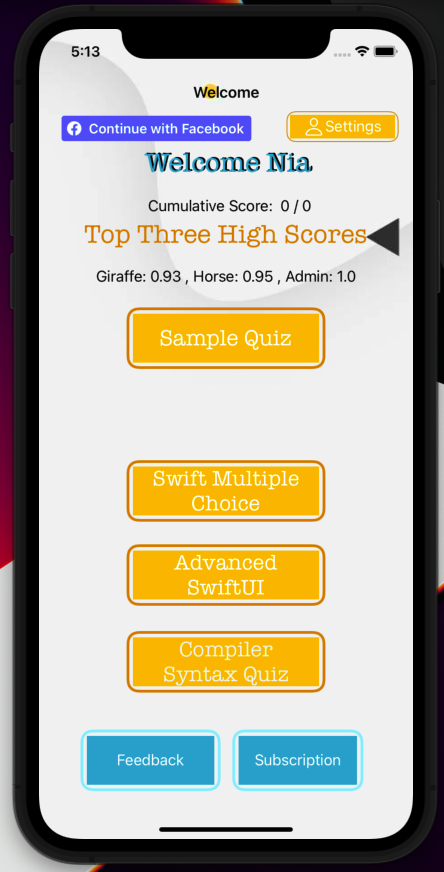 5:13
Welcome
Continue with Facebook
Settings
Welcome Nia
Cumulative Score: 0 / 0
Top Three High Scores
Giraffe: 0.93 , Horse: 0.95 , Admin: 1.0
Sample Quiz
Swift Multiple
Choice
Advanced
SwiftUI
Compiler
Syntax Quiz
Feedback
Subscription